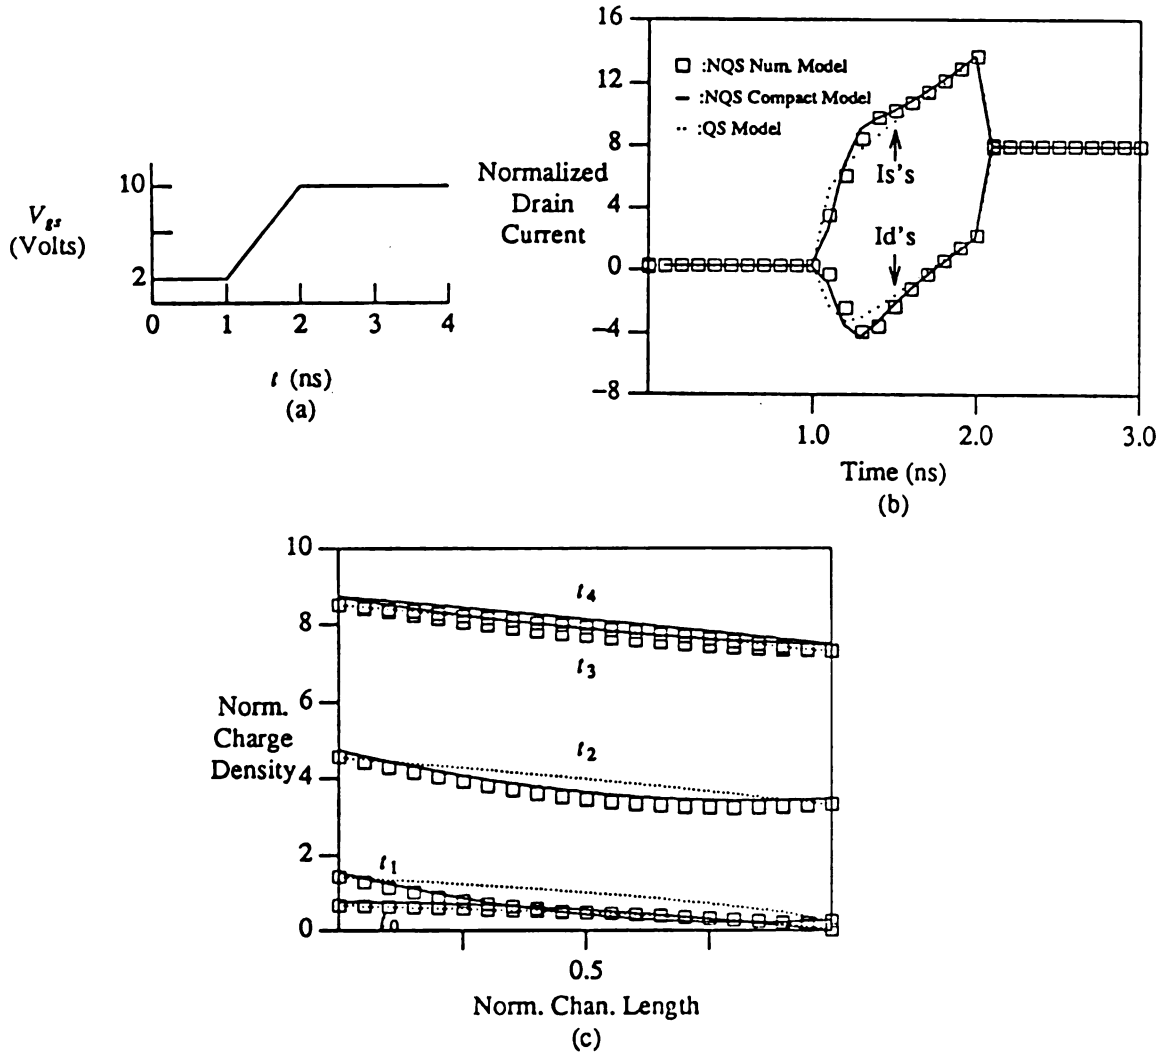 10
V_gs
(Volts)
2
0 1 2 3 4
t (ns)
(a)
16
12
8
4
0
−4
−8
□ :NQS Num. Model
— :NQS Compact Model
·· :QS Model
Normalized
Drain
Current
Is's
Id's
1.0 2.0 3.0
Time (ns)
(b)
10
8
6
4
2
0
Norm.
Charge
Density
t4
t3
t2
t1
t0
0.5
Norm. Chan. Length
(c)